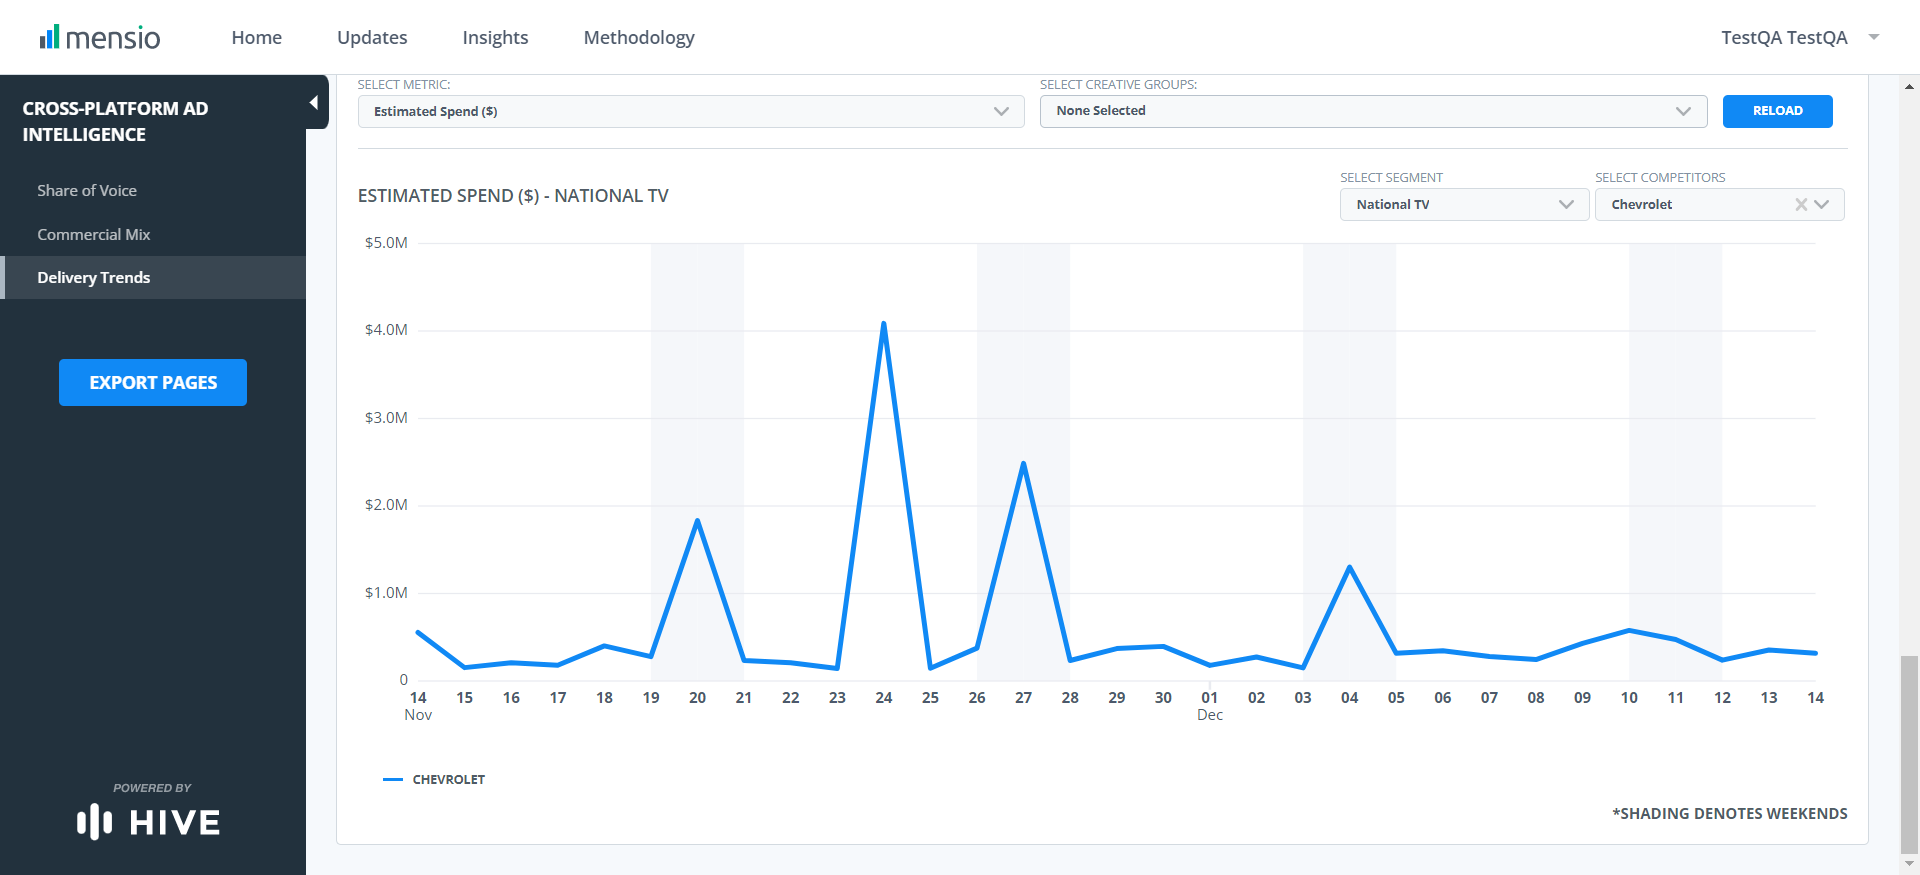 mensio
Home
Updates
Insights
Methodology
TestQA TestQA
CROSS-PLATFORM AD
INTELLIGENCE
Share of Voice
Commercial Mix
Delivery Trends
EXPORT PAGES
POWERED BY
HIVE
SELECT METRIC:
Estimated Spend ($)
SELECT CREATIVE GROUPS:
None Selected
RELOAD
ESTIMATED SPEND ($) - NATIONAL TV
SELECT SEGMENT
National TV
SELECT COMPETITORS
Chevrolet
$5.0M
$4.0M
$3.0M
$2.0M
$1.0M
0
14 15 16 17 18 19 20 21 22 23 24 25 26 27 28 29 30 01 02 03 04 05 06 07 08 09 10 11 12 13 14
Nov Dec
CHEVROLET
*SHADING DENOTES WEEKENDS